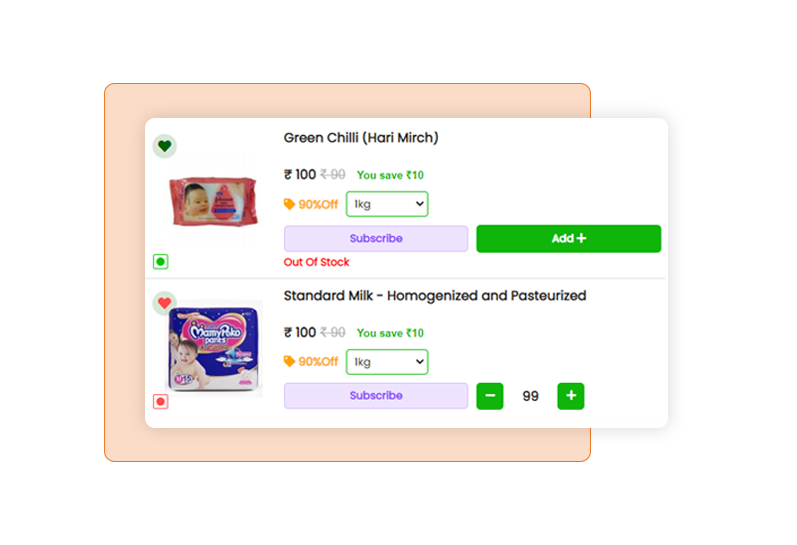 Green Chilli (Hari Mirch)
₹ 100 ₹ 90 You save ₹10
90%Off 1kg
Subscribe Add +
Out Of Stock
Standard Milk - Homogenized and Pasteurized
MamyPoko
pants
₹ 100 ₹ 90 You save ₹10
90%Off 1kg
M 15
Subscribe − 99 +